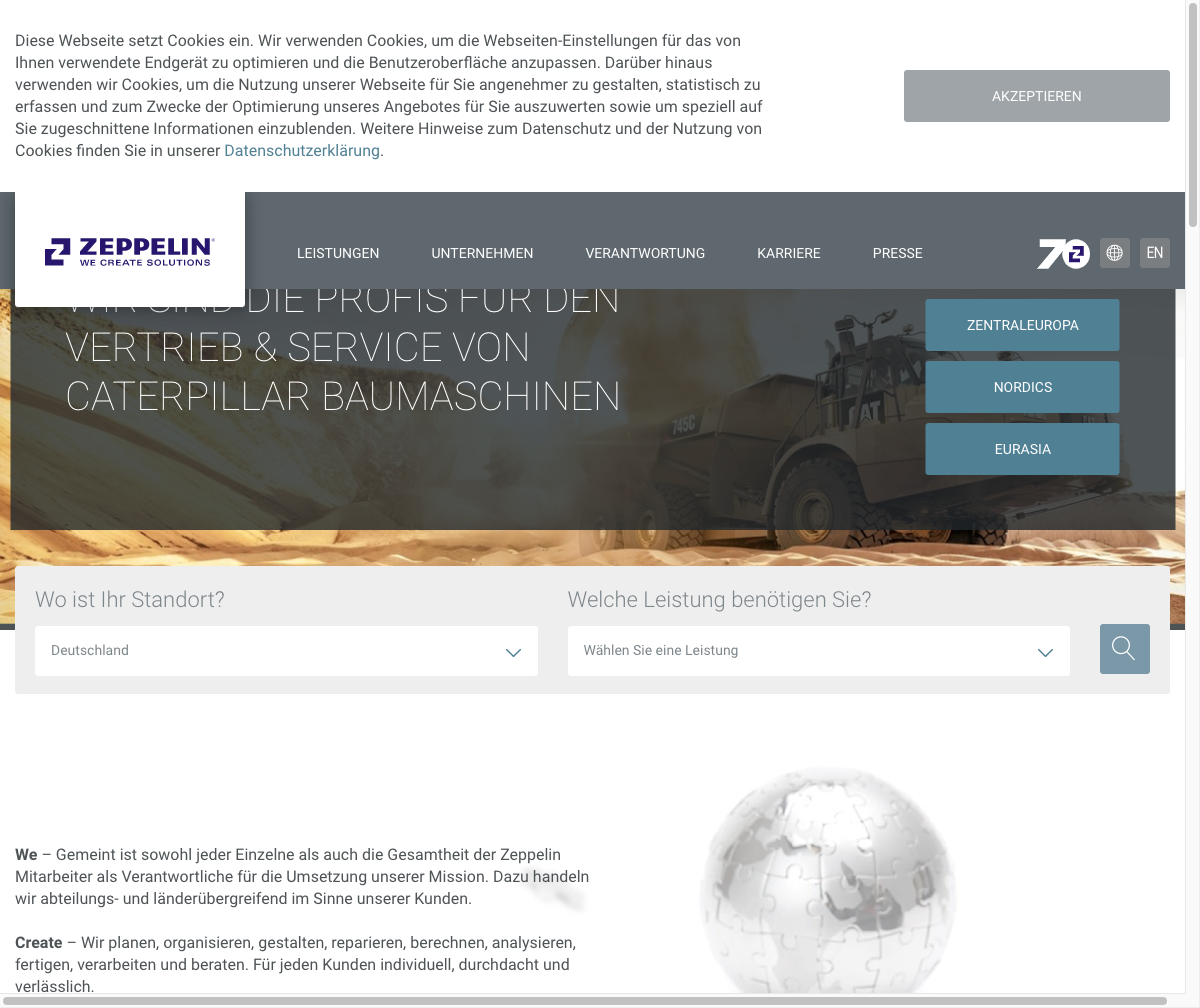 Diese Webseite setzt Cookies ein. Wir verwenden Cookies, um die Webseiten-Einstellungen für das von
Ihnen verwendete Endgerät zu optimieren und die Benutzeroberfläche anzupassen. Darüber hinaus
verwenden wir Cookies, um die Nutzung unserer Webseite für Sie angenehmer zu gestalten, statistisch zu
erfassen und zum Zwecke der Optimierung unseres Angebotes für Sie auszuwerten sowie um speziell auf
Sie zugeschnittene Informationen einzublenden. Weitere Hinweise zum Datenschutz und der Nutzung von
Cookies finden Sie in unserer Datenschutzerklärung.
AKZEPTIEREN
ZEPPELIN®
WE CREATE SOLUTIONS
LEISTUNGEN
UNTERNEHMEN
VERANTWORTUNG
KARRIERE
PRESSE
70
EN
WIR SIND DIE PROFIS FÜR DEN
VERTRIEB & SERVICE VON
CATERPILLAR BAUMASCHINEN
745C
CAT
ZENTRALEUROPA
NORDICS
EURASIA
Wo ist Ihr Standort?
Deutschland
Welche Leistung benötigen Sie?
Wählen Sie eine Leistung
We – Gemeint ist sowohl jeder Einzelne als auch die Gesamtheit der Zeppelin
Mitarbeiter als Verantwortliche für die Umsetzung unserer Mission. Dazu handeln
wir abteilungs- und länderübergreifend im Sinne unserer Kunden.
Create – Wir planen, organisieren, gestalten, reparieren, berechnen, analysieren,
fertigen, verarbeiten und beraten. Für jeden Kunden individuell, durchdacht und
verlässlich.